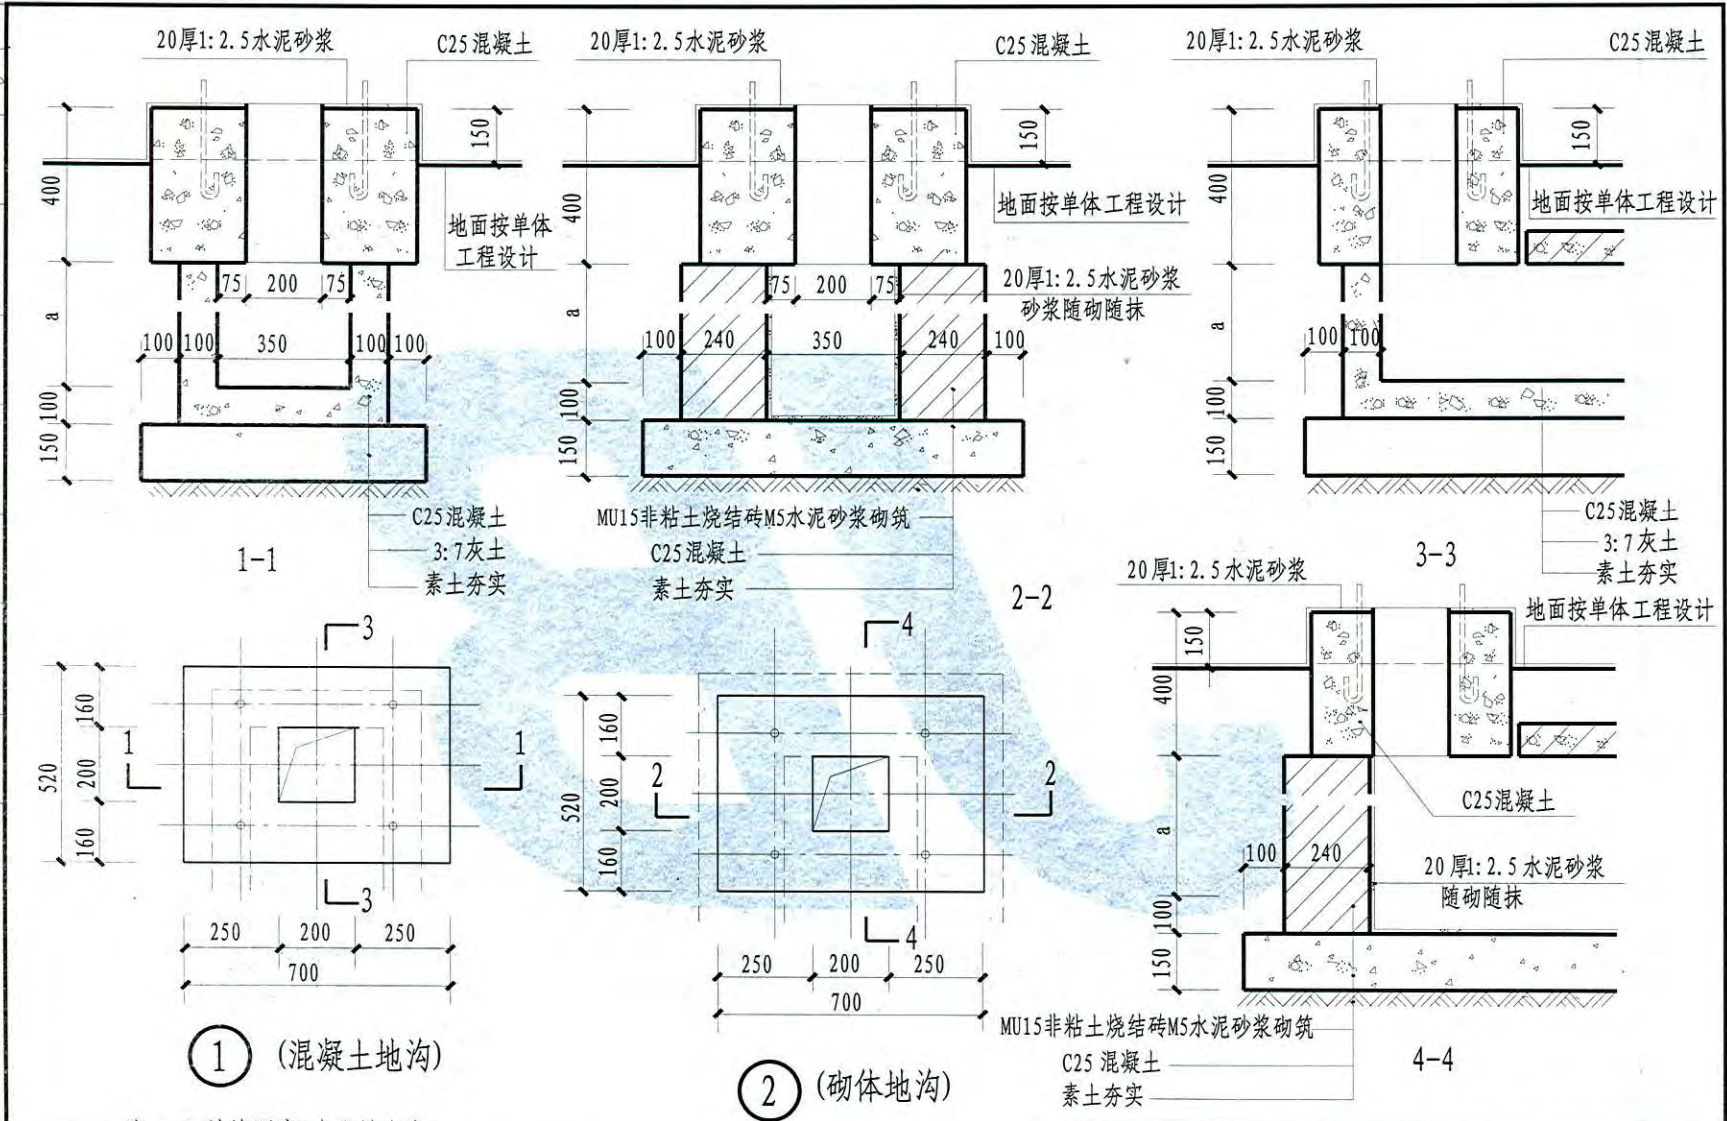 20厚1:2.5水泥砂浆
C25混凝土
150
400
地面按单体
工程设计
75 200 75
a
100 100 350 100 100
100
150
C25混凝土
3:7灰土
素土夯实
1-1
20厚1:2.5水泥砂浆
C25混凝土
150
400
地面按单体工程设计
75 200 75
20厚1:2.5水泥砂浆
砂浆随砌随抹
a
100 240 350 240 100
100
150
MU15非粘土烧结砖M5水泥砂浆砌筑
C25混凝土
素土夯实
2-2
20厚1:2.5水泥砂浆
C25混凝土
150
400
地面按单体工程设计
a
100 100
100
150
C25混凝土
3:7灰土
素土夯实
3-3
3
160
1 1
520 200
160
3
250 200 250
700
1 (混凝土地沟)
4
160
2 2
520 200
160
4
250 200 250
700
2 (砌体地沟)
20厚1:2.5水泥砂浆
地面按单体工程设计
150
400
C25混凝土
a
100 240
20厚1:2.5水泥砂浆
随砌随抹
100
150
MU15非粘土烧结砖M5水泥砂浆砌筑
C25混凝土
素土夯实
4-4